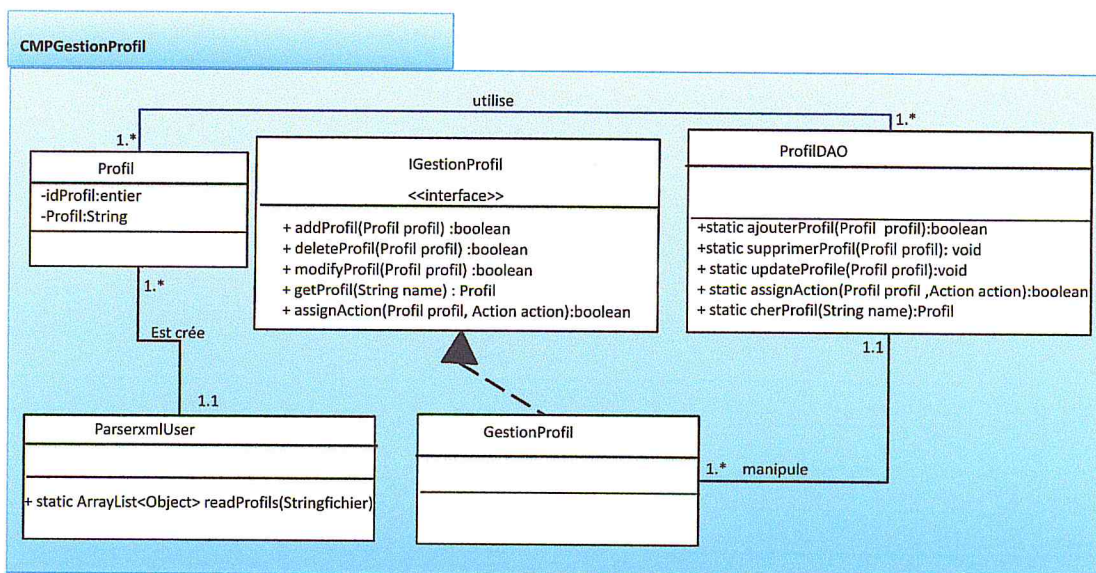 CMPGestionProfil
utilise
1.*
1.*
Profil
-idProfil:entier
-Profil:String
IGestionProfil
<<interface>>
+ addProfil(Profil profil) :boolean
+ deleteProfil(Profil profil) :boolean
+ modifyProfil(Profil profil) :boolean
+ getProfil(String name) : Profil
+ assignAction(Profil profil, Action action):boolean
ProfilDAO
+static ajouterProfil(Profil profil):boolean
+static supprimerProfil(Profil profil): void
+ static updateProfile(Profil profil):void
+ static assignAction(Profil profil ,Action action):boolean
+ static cherProfil(String name):Profil
1.*
Est crée
1.1
1.1
ParserxmlUser
+ static ArrayList<Object> readProfils(Stringfichier)
GestionProfil
1.* manipule